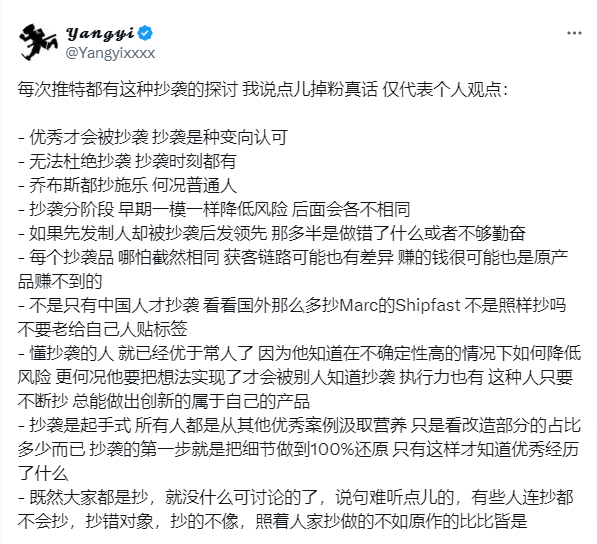 Yangyi
@Yangyixxxx
每次推特都有这种抄袭的探讨 我说点儿掉粉真话 仅代表个人观点：
- 优秀才会被抄袭 抄袭是种变向认可
- 无法杜绝抄袭 抄袭时刻都有
- 乔布斯都抄施乐 何况普通人
- 抄袭分阶段 早期一模一样降低风险 后面会各不相同
- 如果先发制人却被抄袭后发领先 那多半是做错了什么或者不够勤奋
- 每个抄袭品 哪怕截然相同 获客链路可能也有差异 赚的钱很可能也是原产
品赚不到的
- 不是只有中国人才抄袭 看看国外那么多抄Marc的Shipfast 不是照样抄吗
不要老给自己人贴标签
- 懂抄袭的人 就已经优于常人了 因为他知道在不确定性高的情况下如何降低
风险 更何况他要把想法实现了才会被别人知道抄袭 执行力也有 这种人只要
不断抄 总能做出创新的属于自己的产品
- 抄袭是起手式 所有人都是从其他优秀案例汲取营养 只是看改造部分的占比
多少而已 抄袭的第一步就是把细节做到100%还原 只有这样才知道优秀经历
了什么
- 既然大家都是抄，就没什么可讨论的了，说句难听点儿的，有些人连抄都
不会抄，抄错对象，抄的不像，照着人家抄做的不如原作的比比皆是